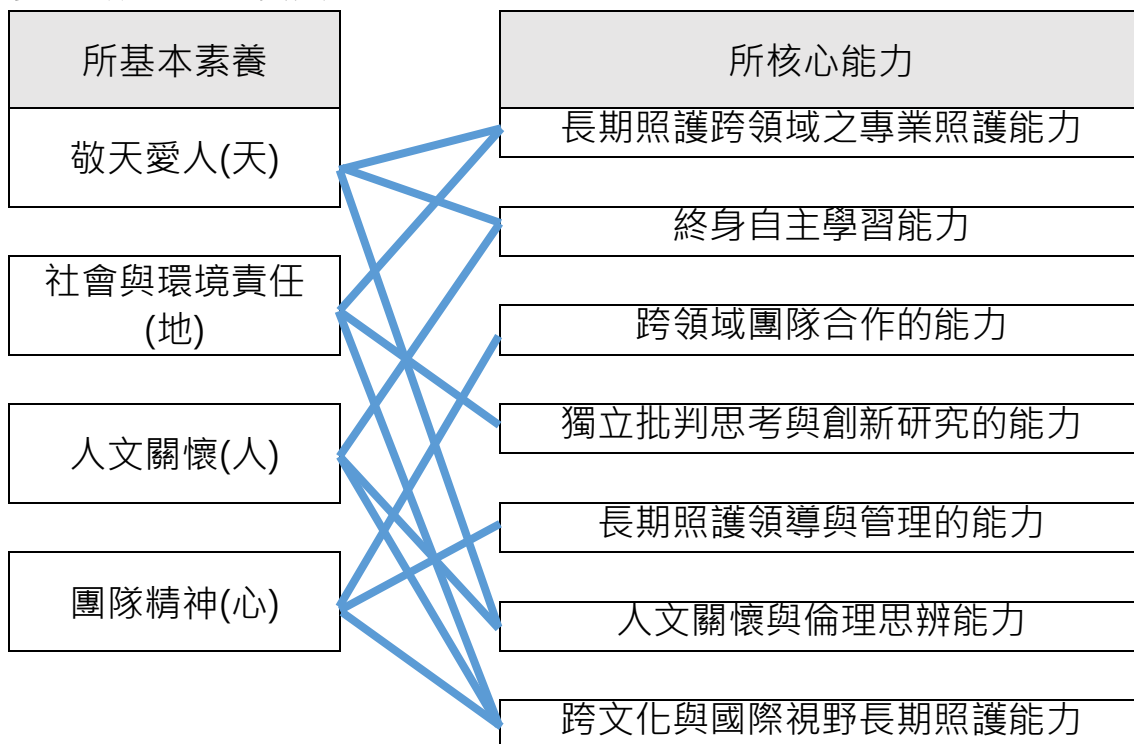 所基本素養
敬天愛人(天)
社會與環境責任
(地)
人文關懷(人)
團隊精神(心)
所核心能力
長期照護跨領域之專業照護能力
終身自主學習能力
跨領域團隊合作的能力
獨立批判思考與創新研究的能力
長期照護領導與管理的能力
人文關懷與倫理思辨能力
跨文化與國際視野長期照護能力